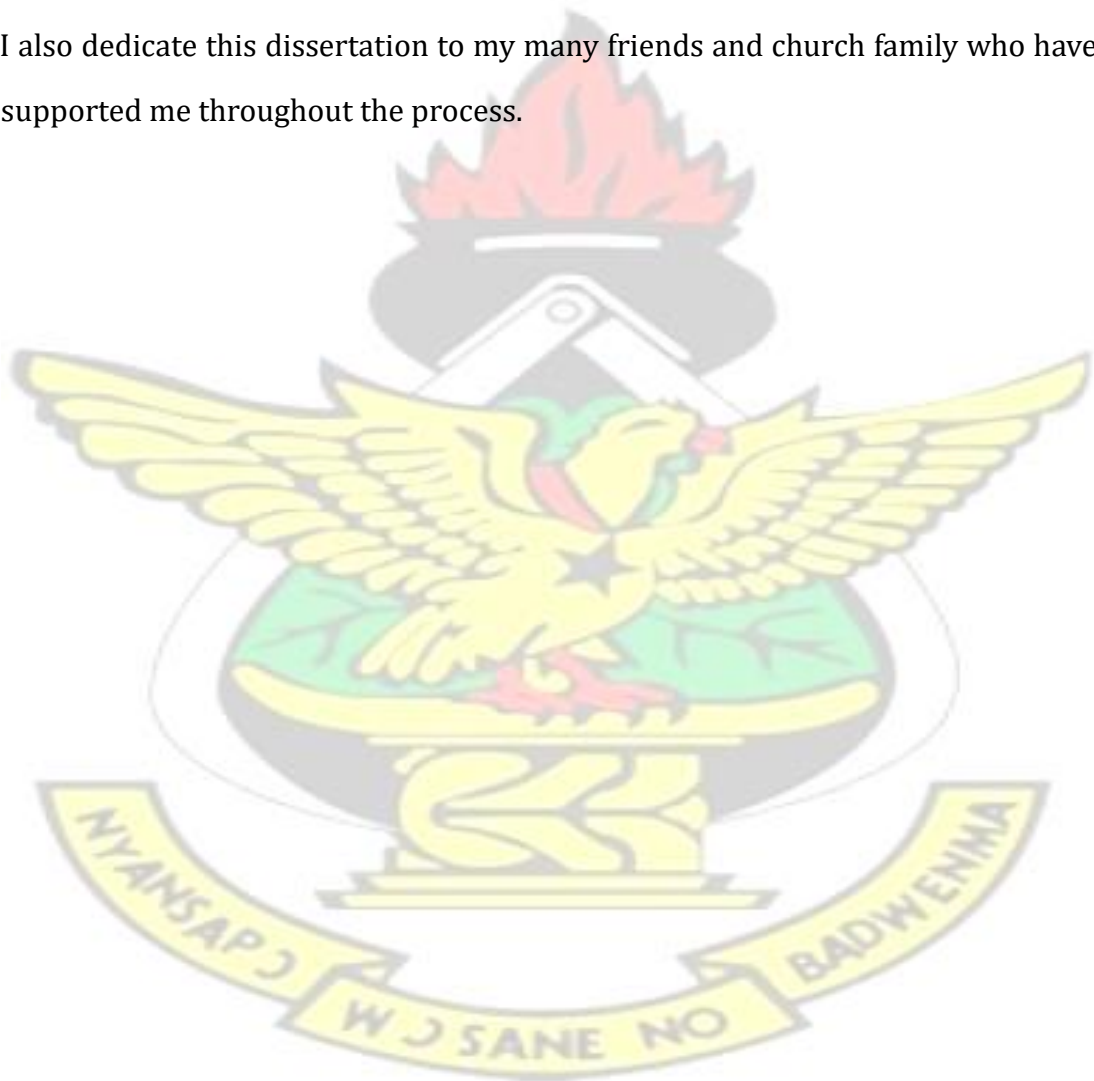 I also dedicate this dissertation to my many friends and church family who have
supported me throughout the process.
NYANSAPƆ
WƆSANE NO
BADWENMA